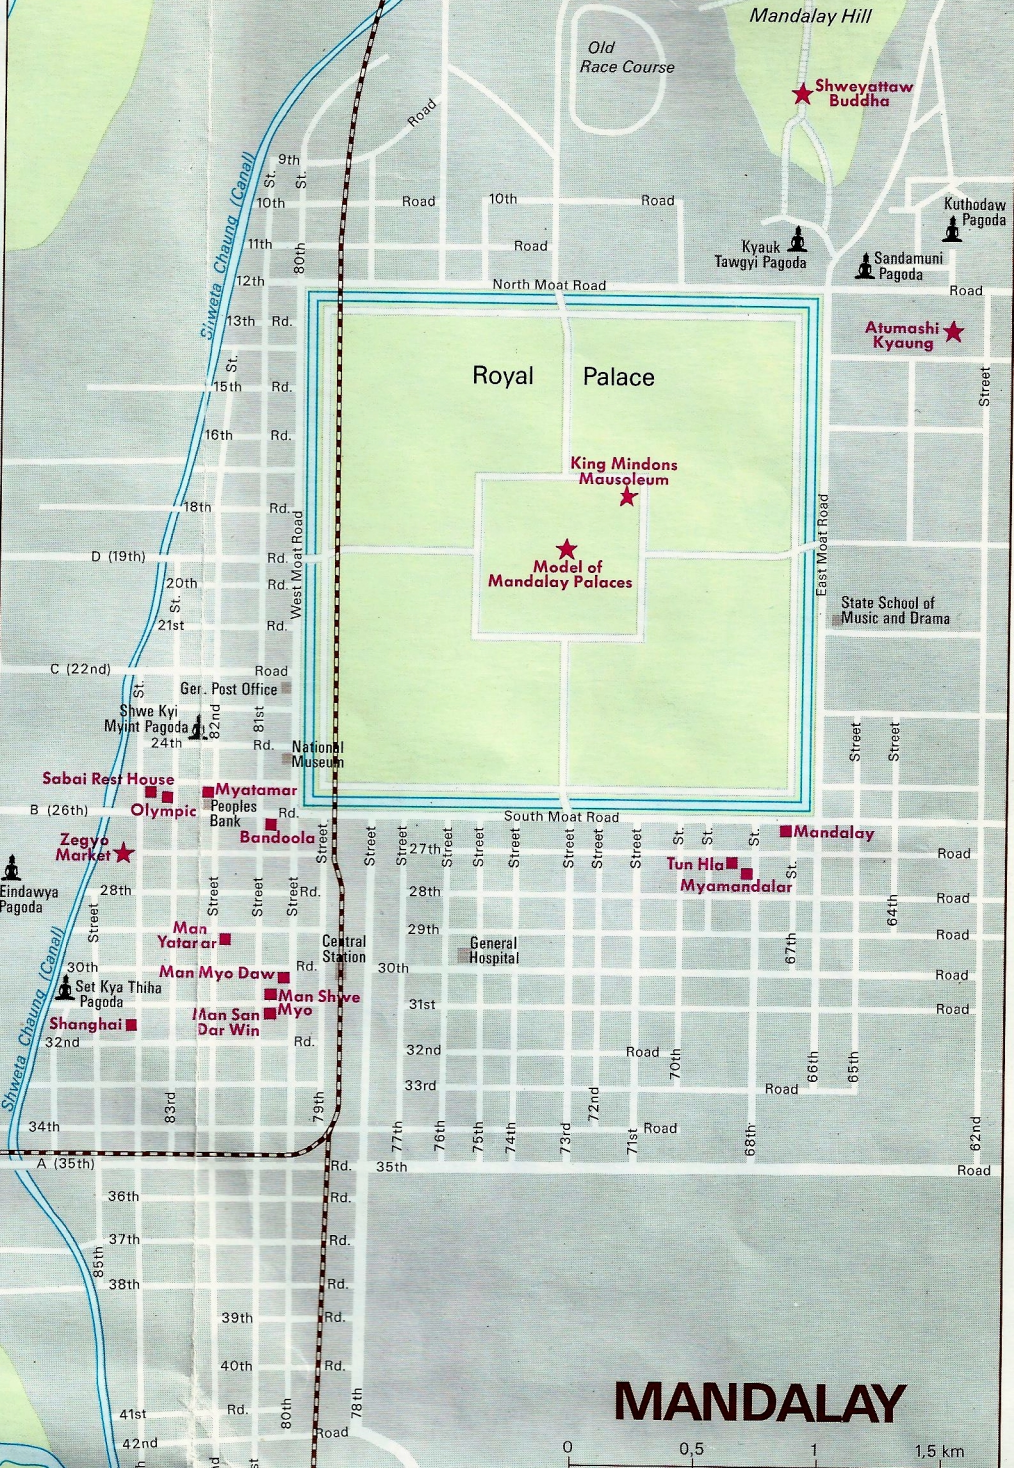 Mandalay Hill
Old
Race Course
Shweyattaw
Buddha
Road
9th
St.
St.
10th
Road
10th
Road
Kuthodaw
Pagoda
11th
Road
80th
Kyauk
Tawgyi Pagoda
Sandamuni
Pagoda
12th
North Moat Road
Road
Shweta Chaung (Canal)
13th
Rd.
Atumashi
Kyaung
St.
Royal Palace
15th
Rd.
Street
16th
Rd.
King Mindons
Mausoleum
18th
Rd.
West Moat Road
East Moat Road
D (19th)
Rd.
Model of
Mandalay Palaces
20th
Rd.
St.
State School of
Music and Drama
21st
Rd.
C (22nd)
Road
St.
Ger. Post Office
Shwe Kyi
Myint Pagoda
82nd
81st
24th
Rd.
National
Museum
Street
Street
Sabai Rest House
Myatamar
Olympic
Peoples
Bank
B (26th)
Rd.
South Moat Road
Bandoola
Mandalay
Zegyo
Market
Street
Street
Street
Street
Street
Street
Street
Street
St.
St.
St.
27th
Road
Tun Hla
Myamandalar
St.
Eindawya
Pagoda
28th
Rd.
28th
Road
Street
Street
Street
Street
64th
Man
Yatanar
29th
Road
Central
Station
General
Hospital
67th
30th
Man Myo Daw
Rd.
30th
Road
Set Kya Thiha
Pagoda
Man Shwe
Myo
31st
Road
Shweta Chaung (Canal)
Shanghai
Man San
Dar Win
32nd
Rd.
32nd
Road
70th
66th
65th
33rd
Road
83rd
79th
72nd
34th
77th
76th
75th
74th
73rd
71st
Road
68th
62nd
A (35th)
Rd.
35th
Road
36th
Rd.
37th
Rd.
85th
38th
Rd.
39th
Rd.
40th
Rd.
MANDALAY
41st
Rd.
80th
78th
42nd
Road
0
0,5
1
1,5 km